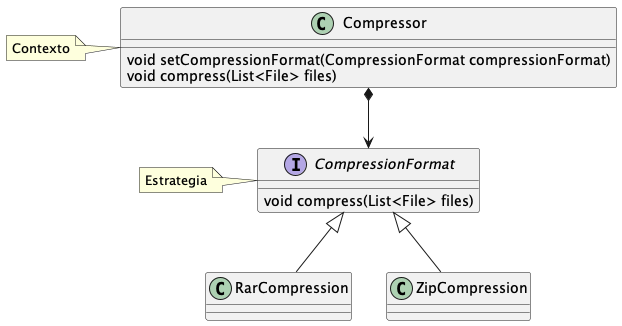 C Compressor
Contexto
void setCompressionFormat(CompressionFormat compressionFormat)
void compress(List<File> files)
I CompressionFormat
Estrategia
void compress(List<File> files)
C RarCompression
C ZipCompression